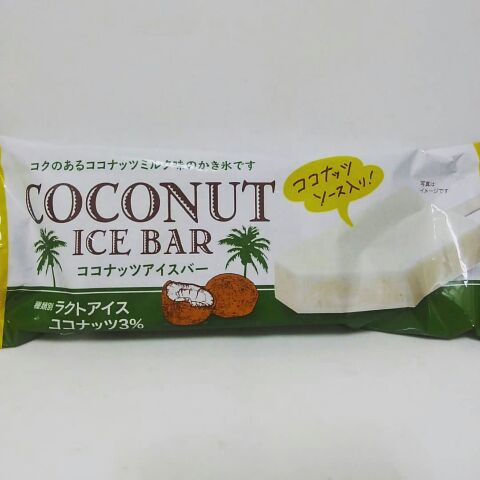 コクのあるココナッツミルク味のかき氷です
COCONUT
ICE BAR
ココナッツアイスバー
種類別 ラクトアイス
ココナッツ3%
ココナッツ
ソース入り!
写真は
イメージです